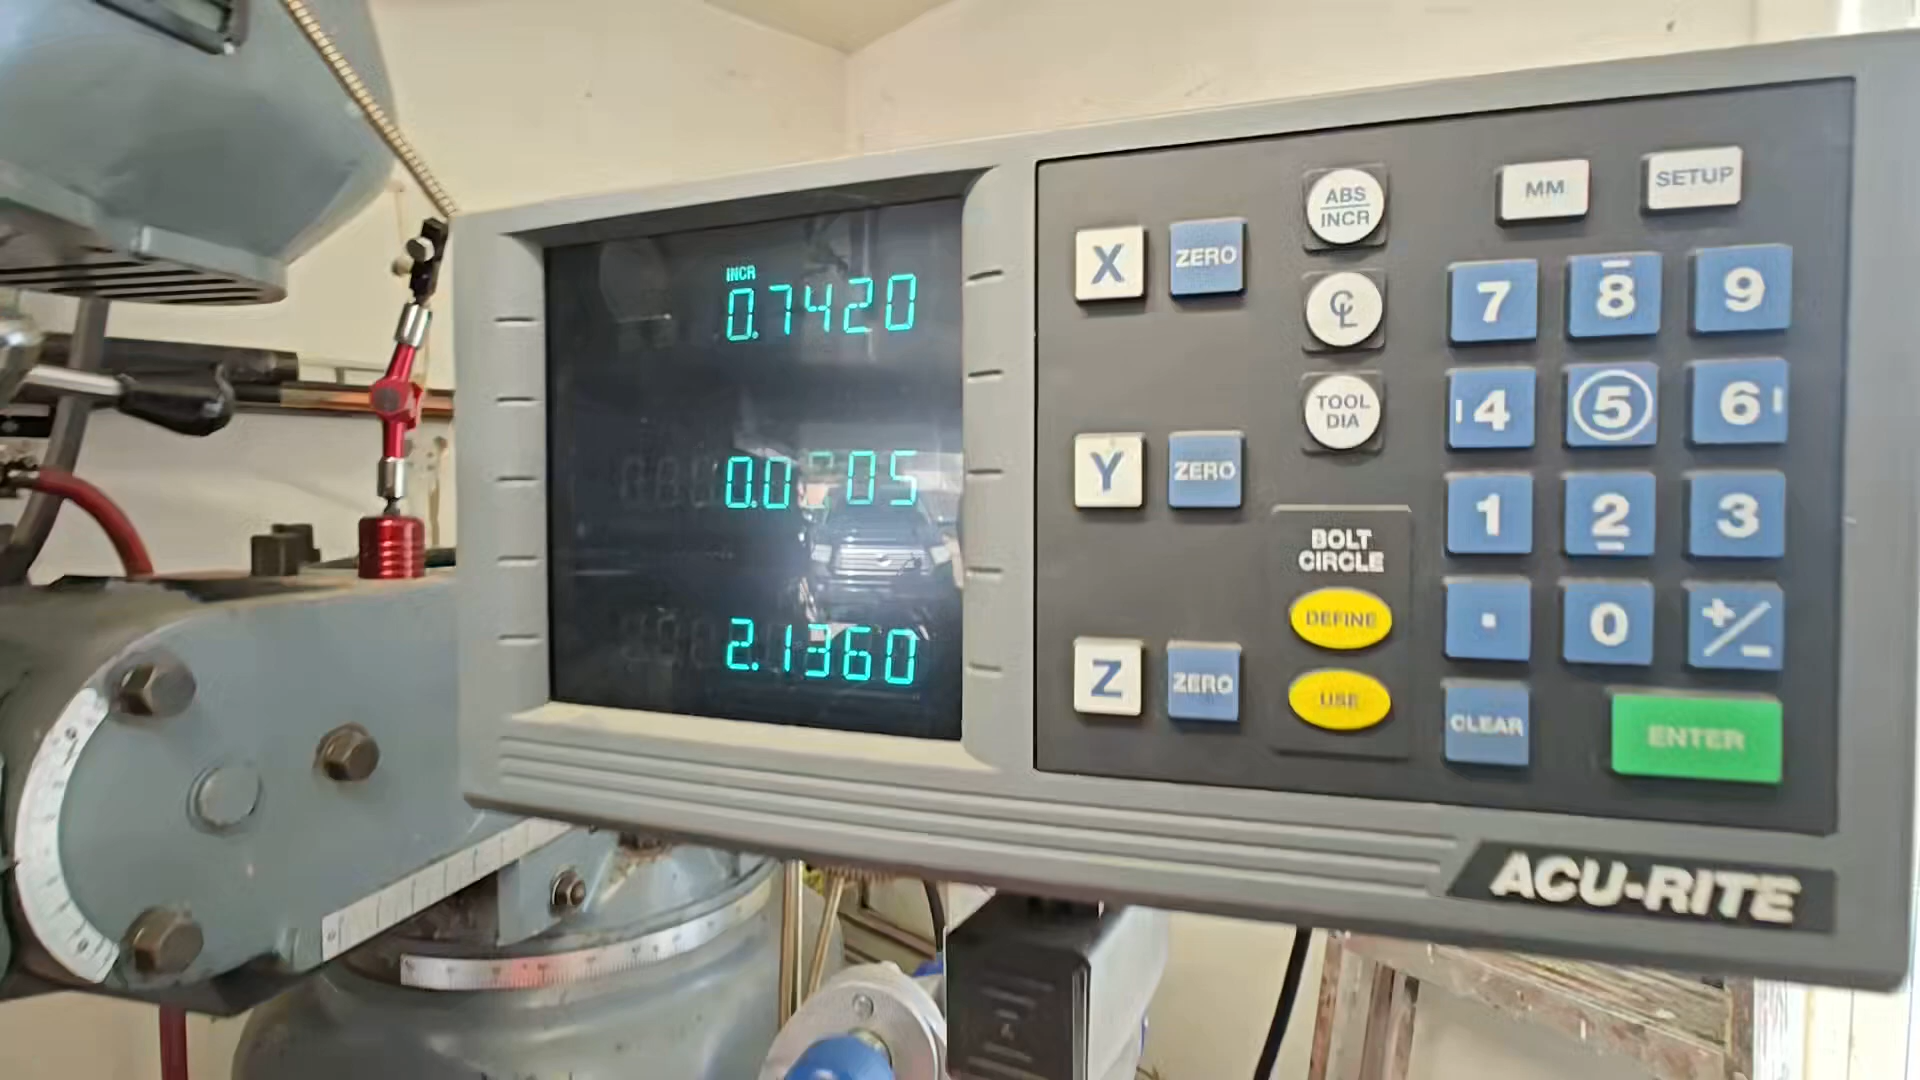 INCR
0.7420
2.1360
X ZERO
Y ZERO
Z ZERO
ABS
INCR
CL
TOOL
DIA
BOLT
CIRCLE
DEFINE
USE
MM SETUP
7 8 9
4 5 6
1 2 3
. 0 +/-
CLEAR ENTER
ACU-RITE